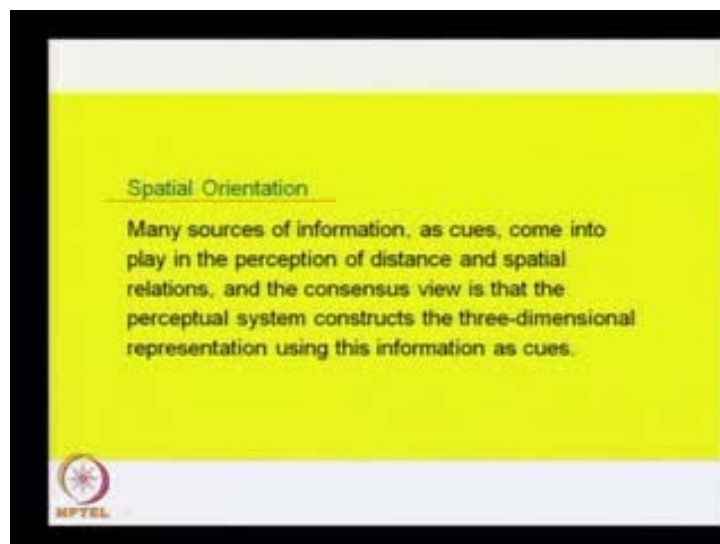 Spatial Orientation
Many sources of information, as cues, come into
play in the perception of distance and spatial
relations, and the consensus view is that the
perceptual system constructs the three-dimensional
representation using this information as cues.
NPTEL